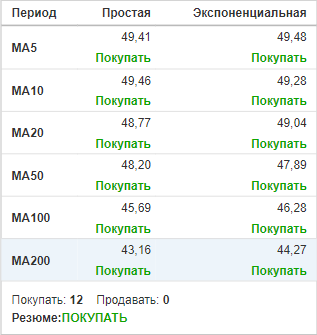 Период Простая Экспоненциальная
MA5 49,41 49,48
Покупать Покупать
MA10 49,46 49,28
Покупать Покупать
MA20 48,77 49,04
Покупать Покупать
MA50 48,20 47,89
Покупать Покупать
MA100 45,69 46,28
Покупать Покупать
MA200 43,16 44,27
Покупать Покупать
Покупать: 12 Продавать: 0
Резюме:ПОКУПАТЬ